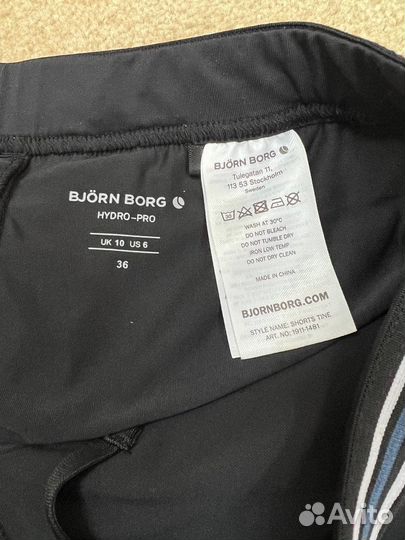 BJÖRN BORG
HYDRO-PRO
UK 10 US 6
36
BJÖRN BORG
Tulegatan 11,
113 53 Stockholm
Sweden
WASH AT 30°C
DO NOT BLEACH
DO NOT TUMBLE DRY
IRON LOW TEMP
DO NOT DRY CLEAN
MADE IN CHINA
BJORNBORG.COM
STYLE NAME: SHORTS TINE
ART. NO: 1911-1481
Avito